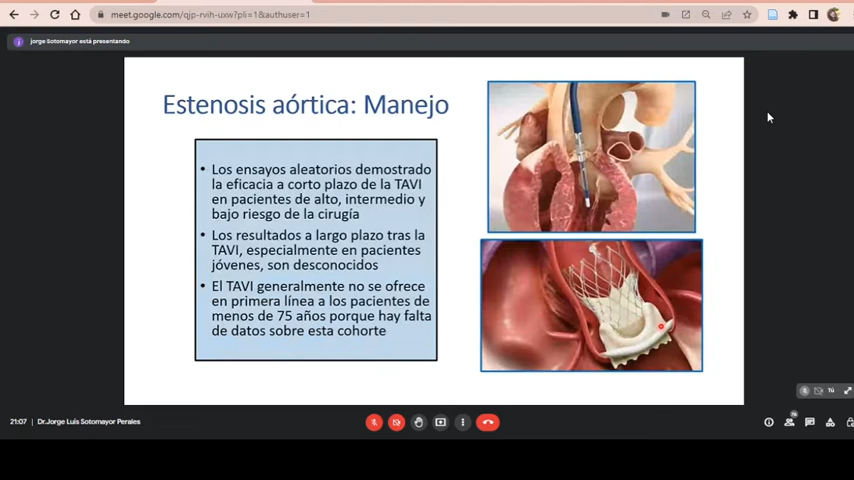 meet.google.com/qjp-rvih-uxw?pli=1&authuser=1
jorge Sotomayor está presentando
Estenosis aórtica: Manejo
• Los ensayos aleatorios demostrado
la eficacia a corto plazo de la TAVI
en pacientes de alto, intermedio y
bajo riesgo de la cirugía
• Los resultados a largo plazo tras la
TAVI, especialmente en pacientes
jóvenes, son desconocidos
• El TAVI generalmente no se ofrece
en primera línea a los pacientes de
menos de 75 años porque hay falta
de datos sobre esta cohorte
Tú
21:07 Dr.Jorge Luis Sotomayor Perales